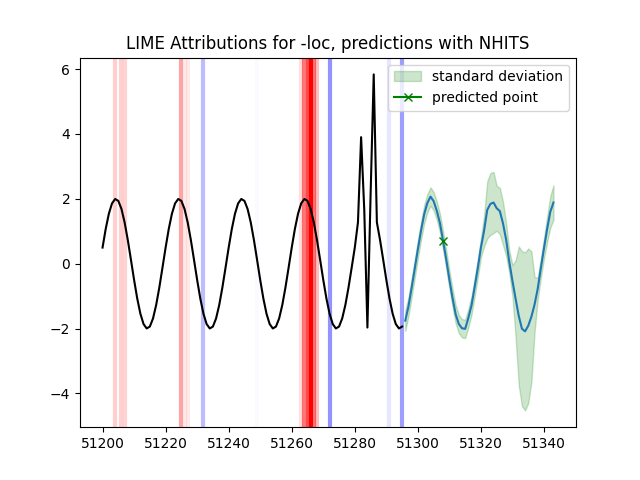 LIME Attributions for -loc, predictions with NHITS
standard deviation
predicted point
6
4
2
0
−2
−4
51200 51220 51240 51260 51280 51300 51320 51340